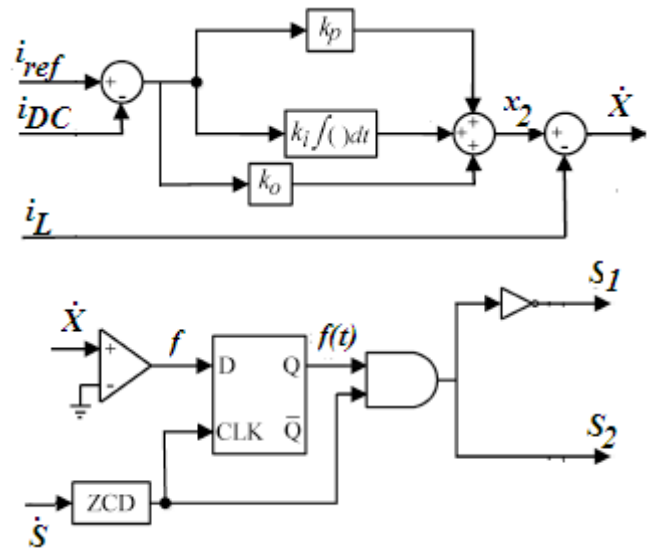 i_ref
i_DC
+
-
k_p
k_i ∫( )dt
k_o
+
+
+
x_2
+
-
Ẋ
i_L
Ẋ
+
-
f
D
Q
CLK
Q̅
f(t)
S_1
S_2
ZCD
Ṡ